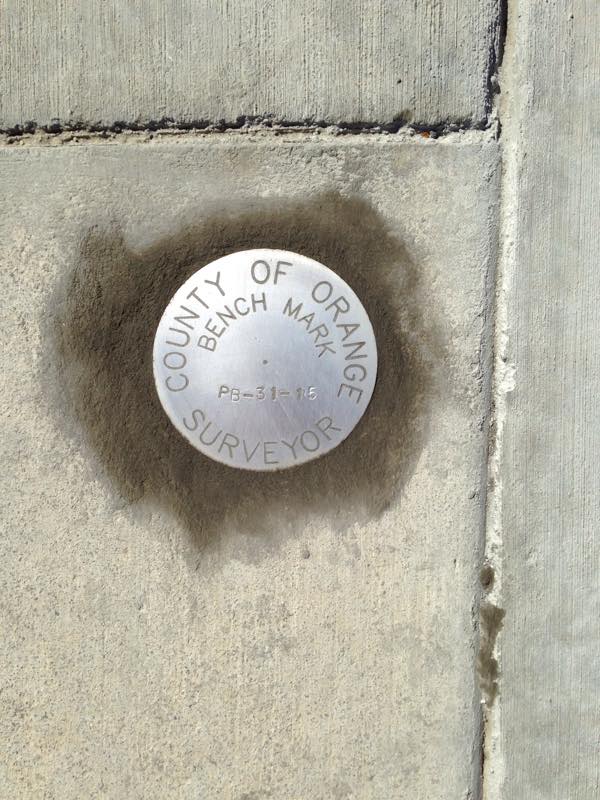 COUNTY OF ORANGE
BENCH MARK
PB-31-15
SURVEYOR